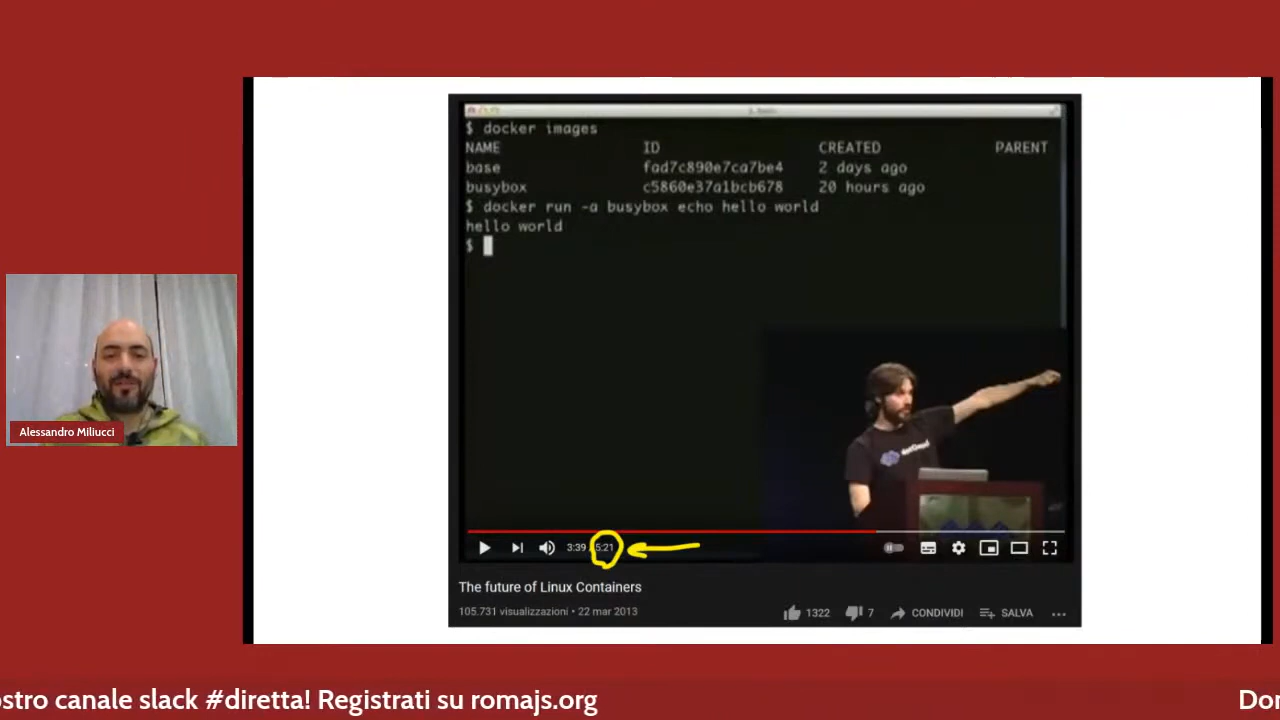 $ docker images
NAME ID CREATED PARENT
base fad7c890e7ca7be4 2 days ago
busybox c5860e37a1bcb678 20 hours ago
$ docker run -a busybox echo hello world
hello world
$
Alessandro Miliucci
3:39 / 5:21
The future of Linux Containers
105.731 visualizzazioni • 22 mar 2013
1322 7 CONDIVIDI SALVA ...
ostro canale slack #diretta! Registrati su romajs.org